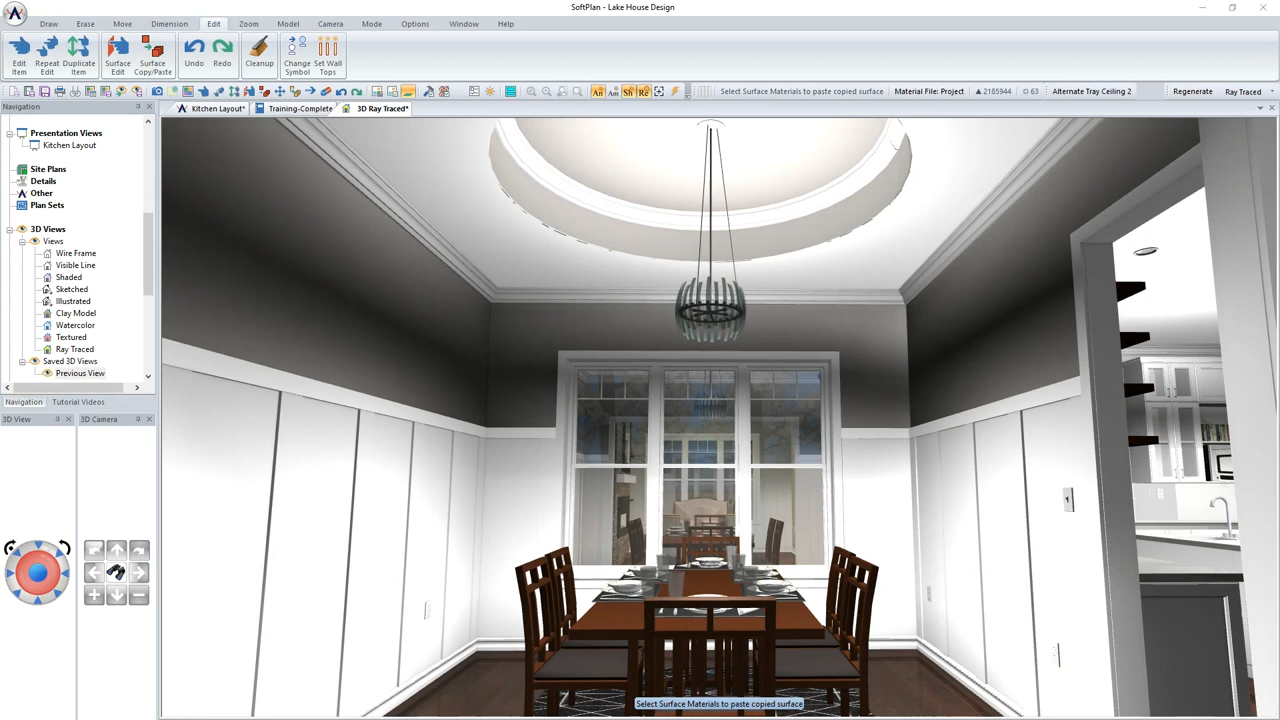 SoftPlan - Lake House Design
Draw Erase Move Dimension Edit Zoom Model Camera Mode Options Window Help
Edit Item
Repeat Edit
Duplicate Item
Surface Edit
Surface Copy/Paste
Undo
Redo
Cleanup
Change Symbol
Set Wall Tops
An An Sh Re
Select Surface Materials to paste copied surface
Material File: Project
2185944
63
Alternate Tray Ceiling 2
Regenerate
Ray Traced
Navigation
Kitchen Layout*
Training-Complete
3D Ray Traced*
Presentation Views
Kitchen Layout
Site Plans
Details
Other
Plan Sets
3D Views
Views
Wire Frame
Visible Line
Shaded
Sketched
Illustrated
Clay Model
Watercolor
Textured
Ray Traced
Saved 3D Views
Previous View
Navigation Tutorial Videos
3D View
3D Camera
Select Surface Materials to paste copied surface